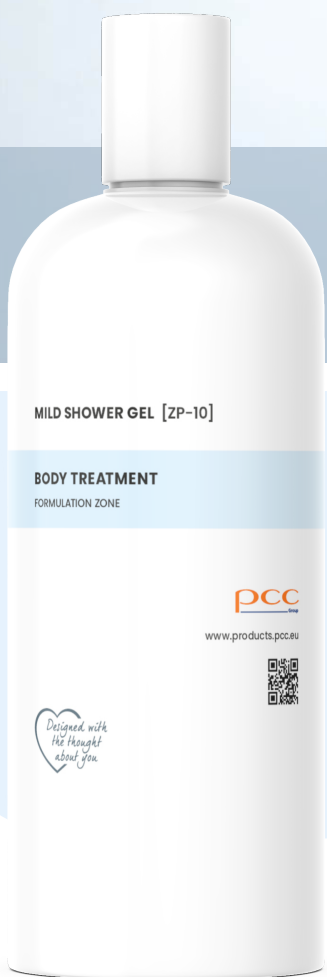 MILD SHOWER GEL [ZP-10]
BODY TREATMENT
FORMULATION ZONE
pcc
Group
www.products.pcc.eu
Designed with
the thought
about you